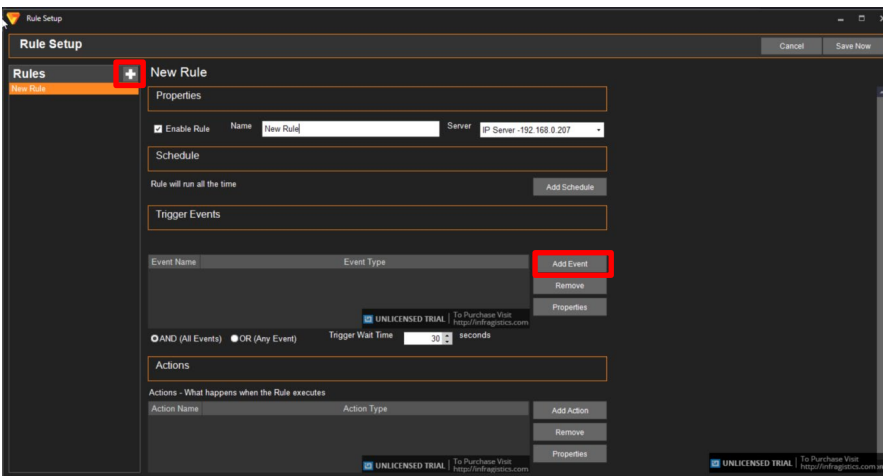 Rule Setup
Rule Setup
Cancel
Save Now
Rules
New Rule
New Rule
Properties
Enable Rule
Name
New Rule
Server
IP Server -192.168.0.207
Schedule
Rule will run all the time
Add Schedule
Trigger Events
Event Name
Event Type
Add Event
Remove
Properties
UNLICENSED TRIAL
To Purchase Visit
http://infragistics.com
AND (All Events)
OR (Any Event)
Trigger Wait Time
30
seconds
Actions
Actions - What happens when the Rule executes
Action Name
Action Type
Add Action
Remove
Properties
UNLICENSED TRIAL
To Purchase Visit
http://infragistics.com
UNLICENSED TRIAL
To Purchase Visit
http://infragistics.com